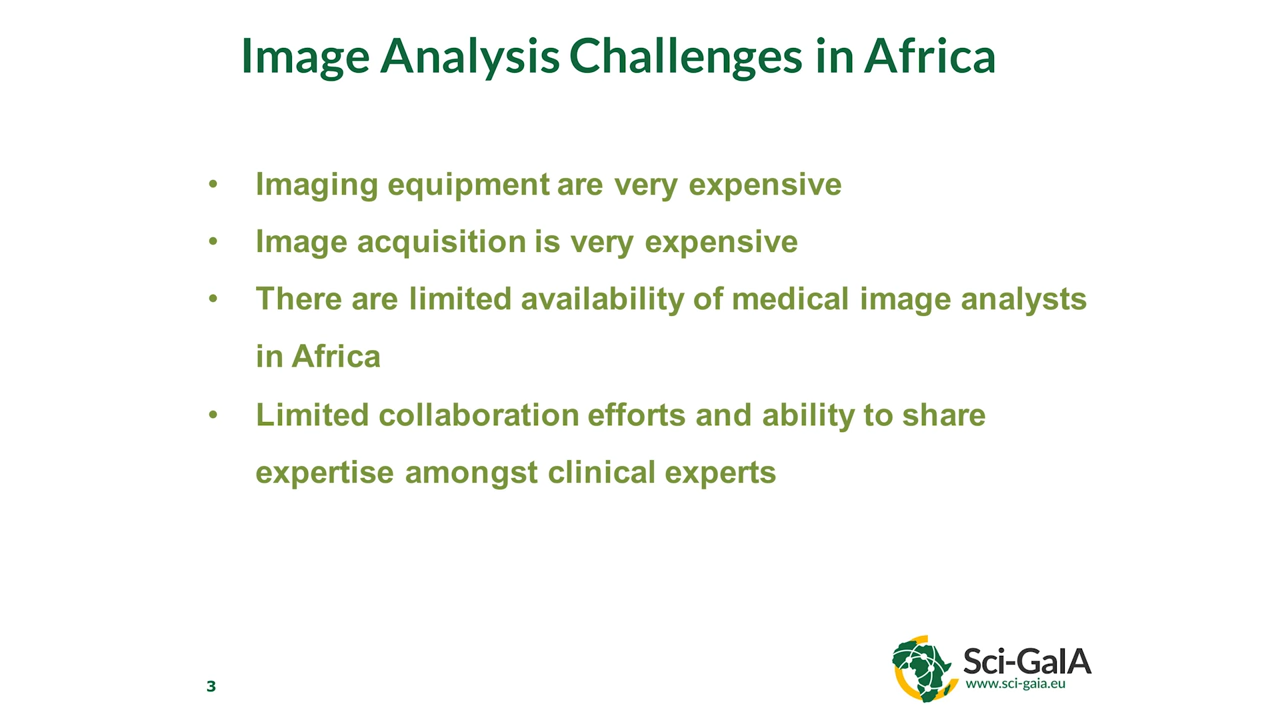 Image Analysis Challenges in Africa
• Imaging equipment are very expensive
• Image acquisition is very expensive
• There are limited availability of medical image analysts
in Africa
• Limited collaboration efforts and ability to share
expertise amongst clinical experts
3
Sci-GaIA
www.sci-gaia.eu